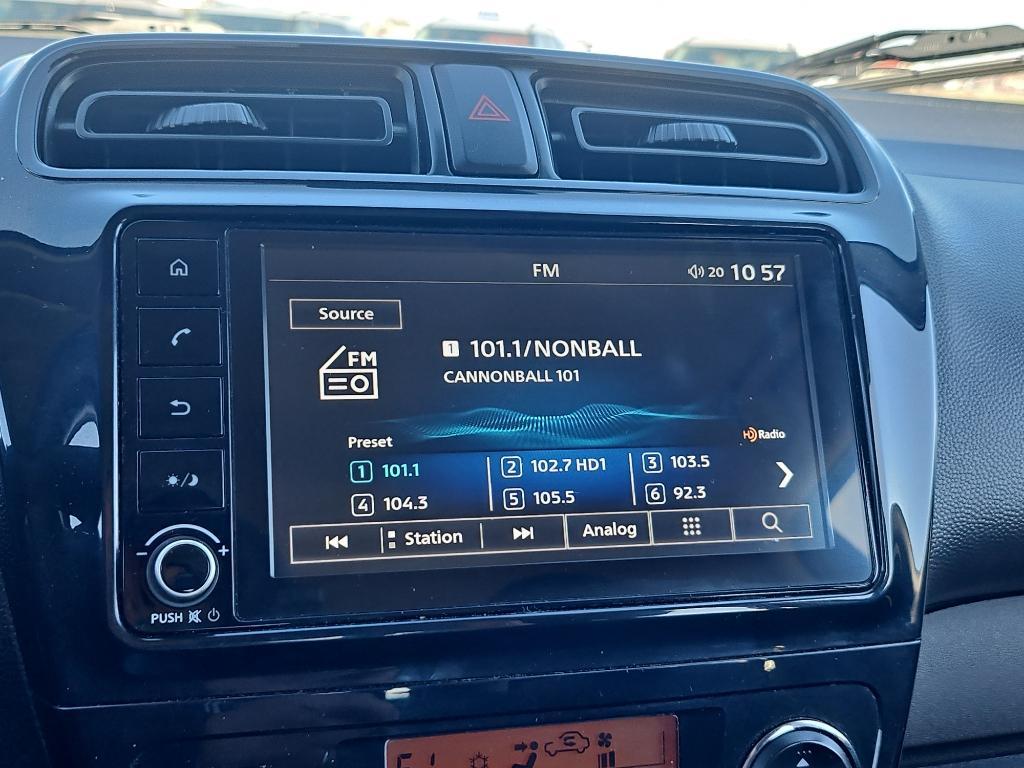 FM
20 10 57
Source
FM
1 101.1/NONBALL
CANNONBALL 101
HD Radio
Preset
1 101.1
2 102.7 HD1
3 103.5
4 104.3
5 105.5
6 92.3
Station
Analog
- +
PUSH